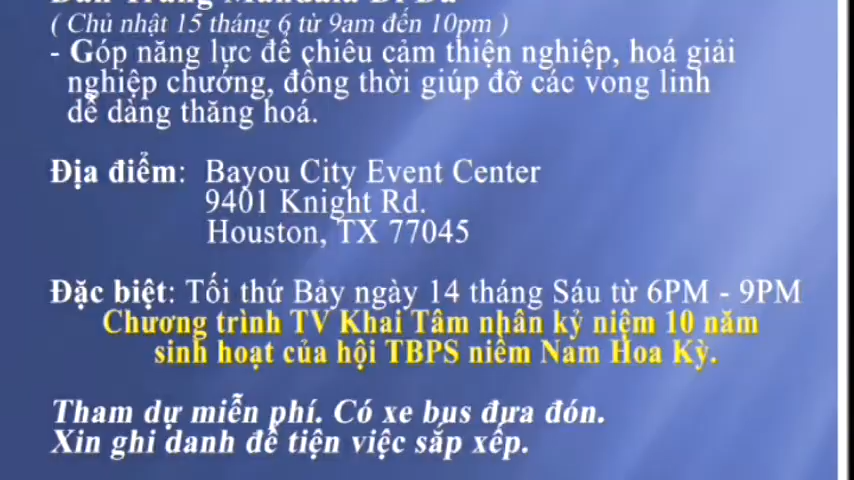 ( Chủ nhật 15 tháng 6 từ 9am đến 10pm )
- Góp năng lực để chiêu cảm thiện nghiệp, hoá giải
nghiệp chướng, đồng thời giúp đỡ các vong linh
dễ dàng thăng hoá.
Địa điểm: Bayou City Event Center
9401 Knight Rd.
Houston, TX 77045
Đặc biệt: Tối thứ Bảy ngày 14 tháng Sáu từ 6PM - 9PM
Chương trình TV Khai Tâm nhân kỷ niệm 10 năm
sinh hoạt của hội TBPS niềm Nam Hoa Kỳ.
Tham dự miễn phí. Có xe bus đưa đón.
Xin ghi danh để tiện việc sắp xếp.